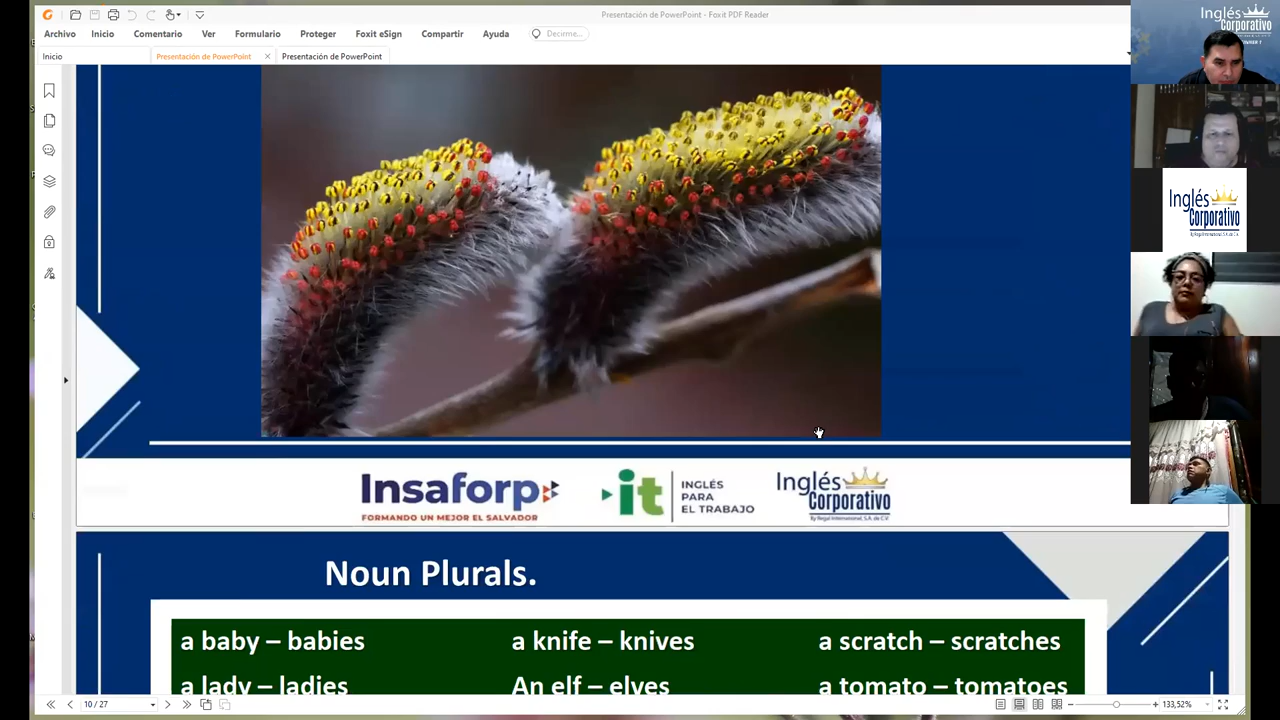 Presentación de PowerPoint - Foxit PDF Reader
Archivo Inicio Comentario Ver Formulario Proteger Foxit eSign Compartir Ayuda Decirme...
Inicio Presentación de PowerPoint Presentación de PowerPoint
Inglés
Corporativo
Inglés
Corporativo
By Regal International, S.A. de C.V.
Insaforp
FORMANDO UN MEJOR EL SALVADOR
it
INGLÉS
PARA
EL TRABAJO
Inglés
Corporativo
By Regal International, S.A. de C.V.
Noun Plurals.
a baby – babies a knife – knives a scratch – scratches
a lady – ladies An elf – elves a tomato – tomatoes
10 / 27 133,52%